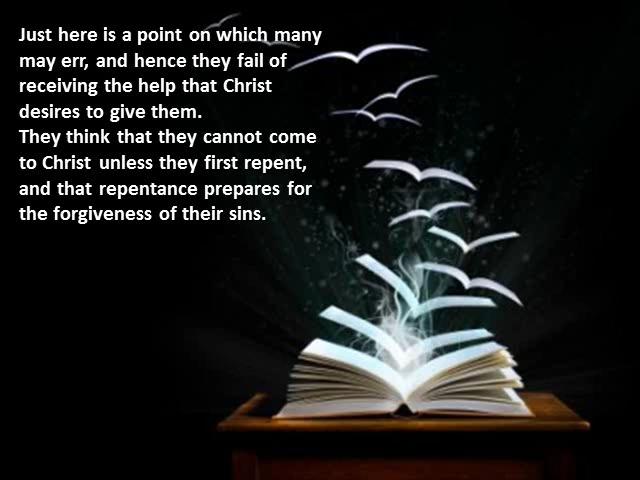 Just here is a point on which many
may err, and hence they fail of
receiving the help that Christ
desires to give them.
They think that they cannot come
to Christ unless they first repent,
and that repentance prepares for
the forgiveness of their sins.